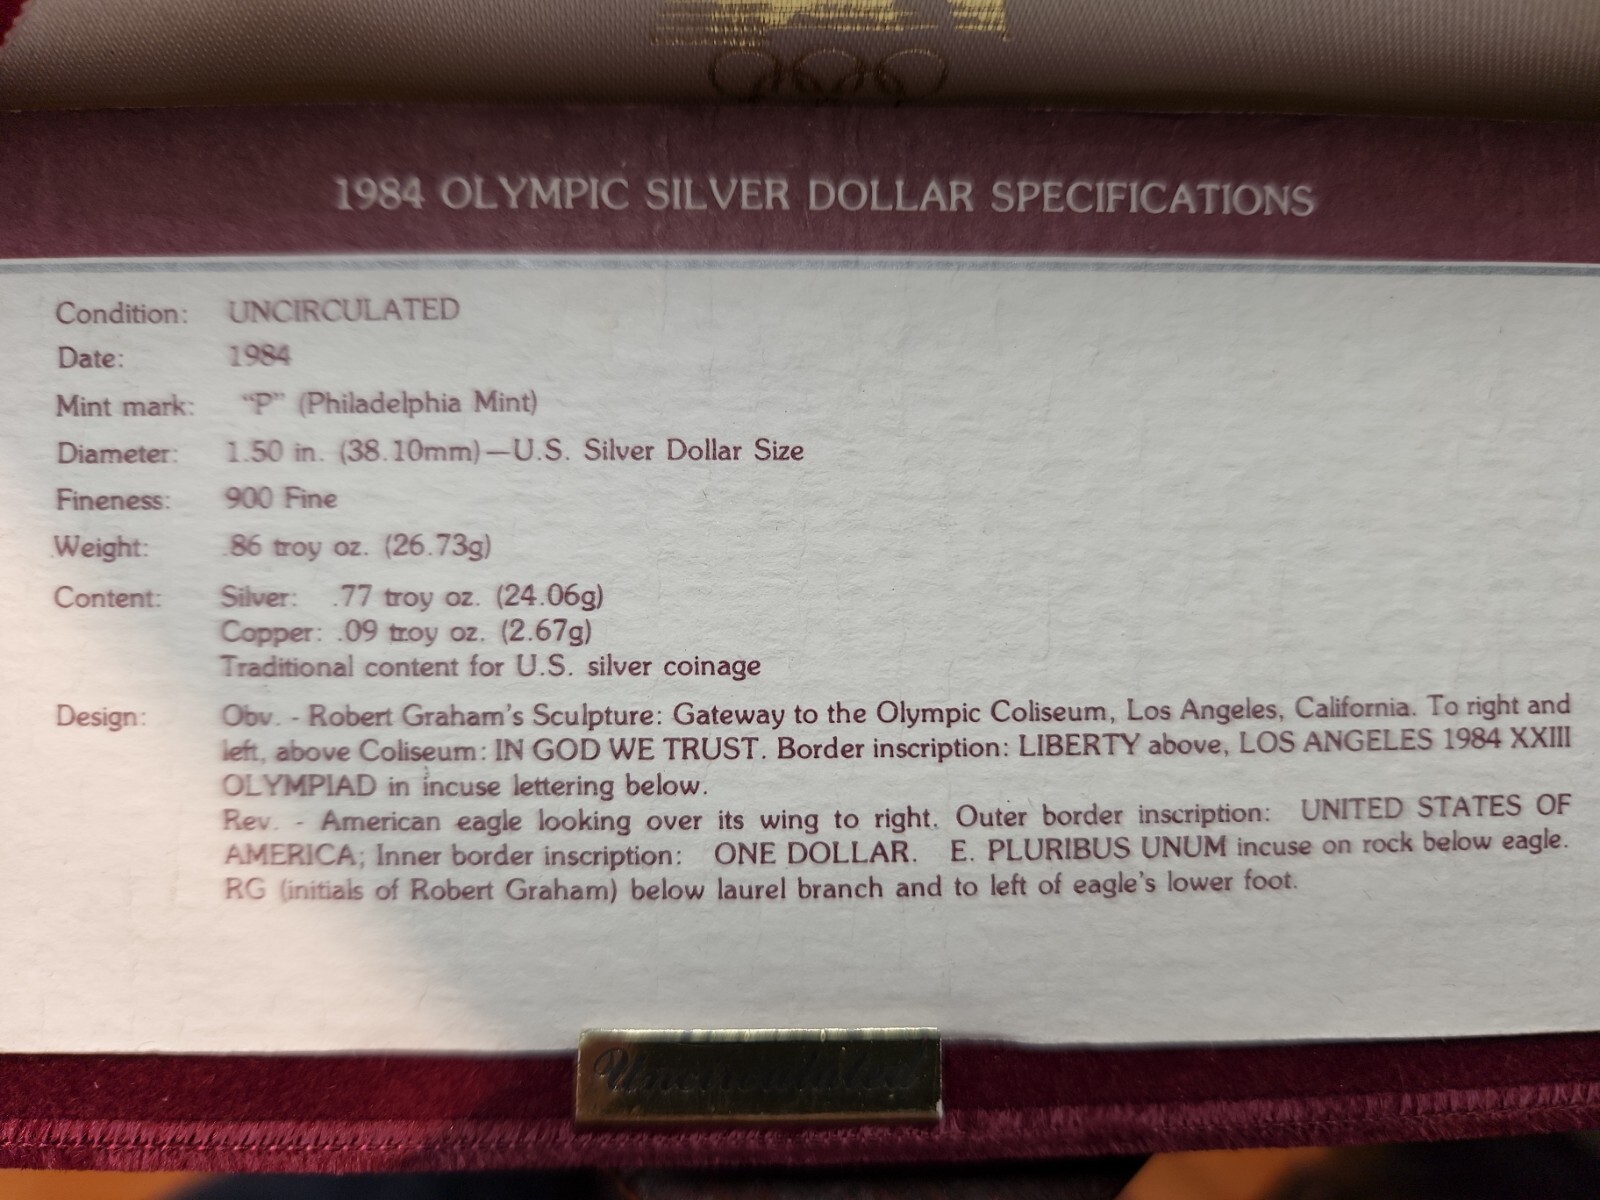 1984 OLYMPIC SILVER DOLLAR SPECIFICATIONS
Condition: UNCIRCULATED
Date: 1984
Mint mark: "P" (Philadelphia Mint)
Diameter: 1.50 in. (38.10mm)—U.S. Silver Dollar Size
Fineness: 900 Fine
Weight: .86 troy oz. (26.73g)
Content: Silver: .77 troy oz. (24.06g)
Copper: .09 troy oz. (2.67g)
Traditional content for U.S. silver coinage
Design: Obv. - Robert Graham's Sculpture: Gateway to the Olympic Coliseum, Los Angeles, California. To right and
left, above Coliseum: IN GOD WE TRUST. Border inscription: LIBERTY above, LOS ANGELES 1984 XXIII
OLYMPIAD in incuse lettering below.
Rev. - American eagle looking over its wing to right. Outer border inscription: UNITED STATES OF
AMERICA; Inner border inscription: ONE DOLLAR. E. PLURIBUS UNUM incuse on rock below eagle.
RG (initials of Robert Graham) below laurel branch and to left of eagle's lower foot.
Uncirculated